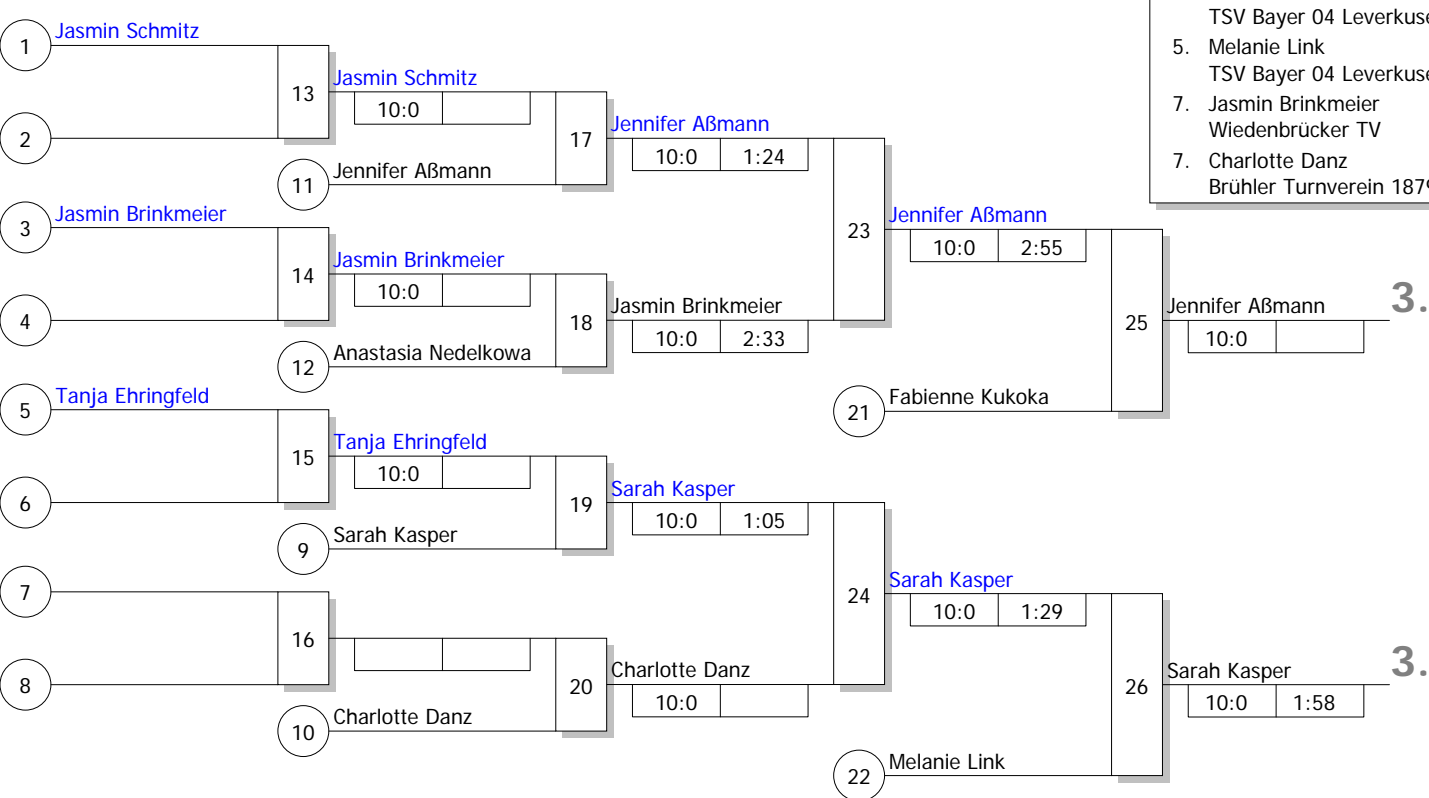 TSV Bayer 04 Leverkuse
5. Melanie Link
TSV Bayer 04 Leverkuse
7. Jasmin Brinkmeier
Wiedenbrücker TV
7. Charlotte Danz
Brühler Turnverein 1879
1 Jasmin Schmitz
2
13 Jasmin Schmitz
10:0
11 Jennifer Aßmann
17 Jennifer Aßmann
10:0 1:24
3 Jasmin Brinkmeier
4
14 Jasmin Brinkmeier
10:0
12 Anastasia Nedelkowa
18 Jasmin Brinkmeier
10:0 2:33
23 Jennifer Aßmann
10:0 2:55
21 Fabienne Kukoka
25 Jennifer Aßmann 3.
10:0
5 Tanja Ehringfeld
6
15 Tanja Ehringfeld
10:0
9 Sarah Kasper
19 Sarah Kasper
10:0 1:05
7
8
16
10 Charlotte Danz
20 Charlotte Danz
10:0
24 Sarah Kasper
10:0 1:29
22 Melanie Link
26 Sarah Kasper 3.
10:0 1:58